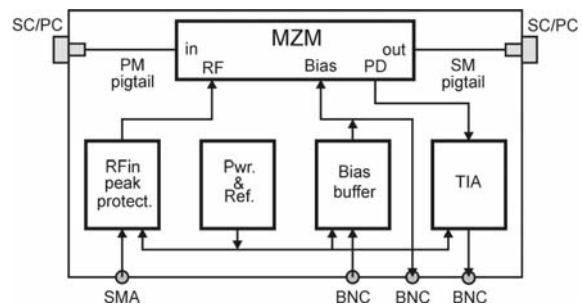 SC/PC
SC/PC
MZM
in
out
RF
Bias
PD
PM
pigtail
SM
pigtail
RFin
peak
protect.
Pwr.
&
Ref.
Bias
buffer
TIA
SMA
BNC
BNC
BNC